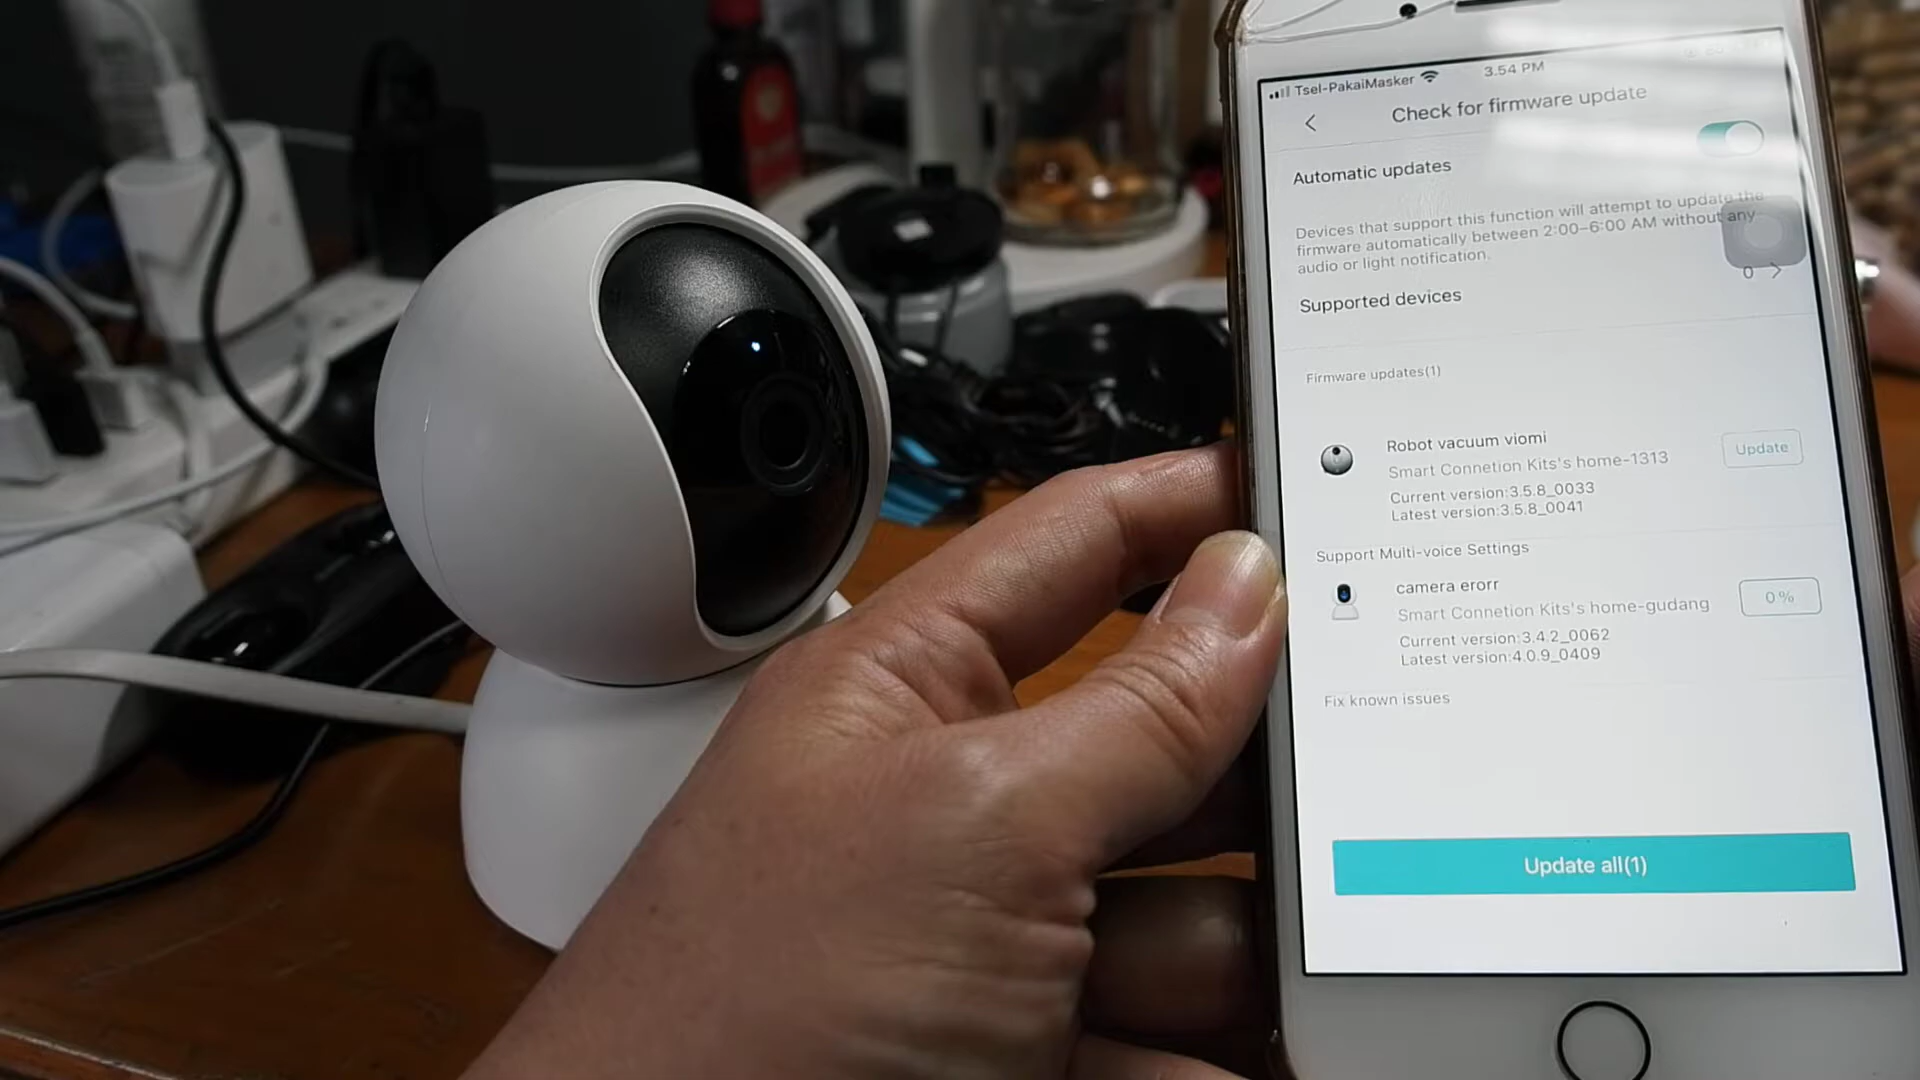 Tsel-PakaiMasker
3.54 PM
Check for firmware update
Automatic updates
Devices that support this function will attempt to update the
firmware automatically between 2:00–6:00 AM without any
audio or light notification.
0
Supported devices
Firmware updates(1)
Robot vacuum viomi
Smart Connetion Kits's home-1313
Update
Current version:3.5.8_0033
Latest version:3.5.8_0041
Support Multi-voice Settings
camera erorr
Smart Connetion Kits's home-gudang
0%
Current version:3.4.2_0062
Latest version:4.0.9_0409
Fix known issues
Update all(1)